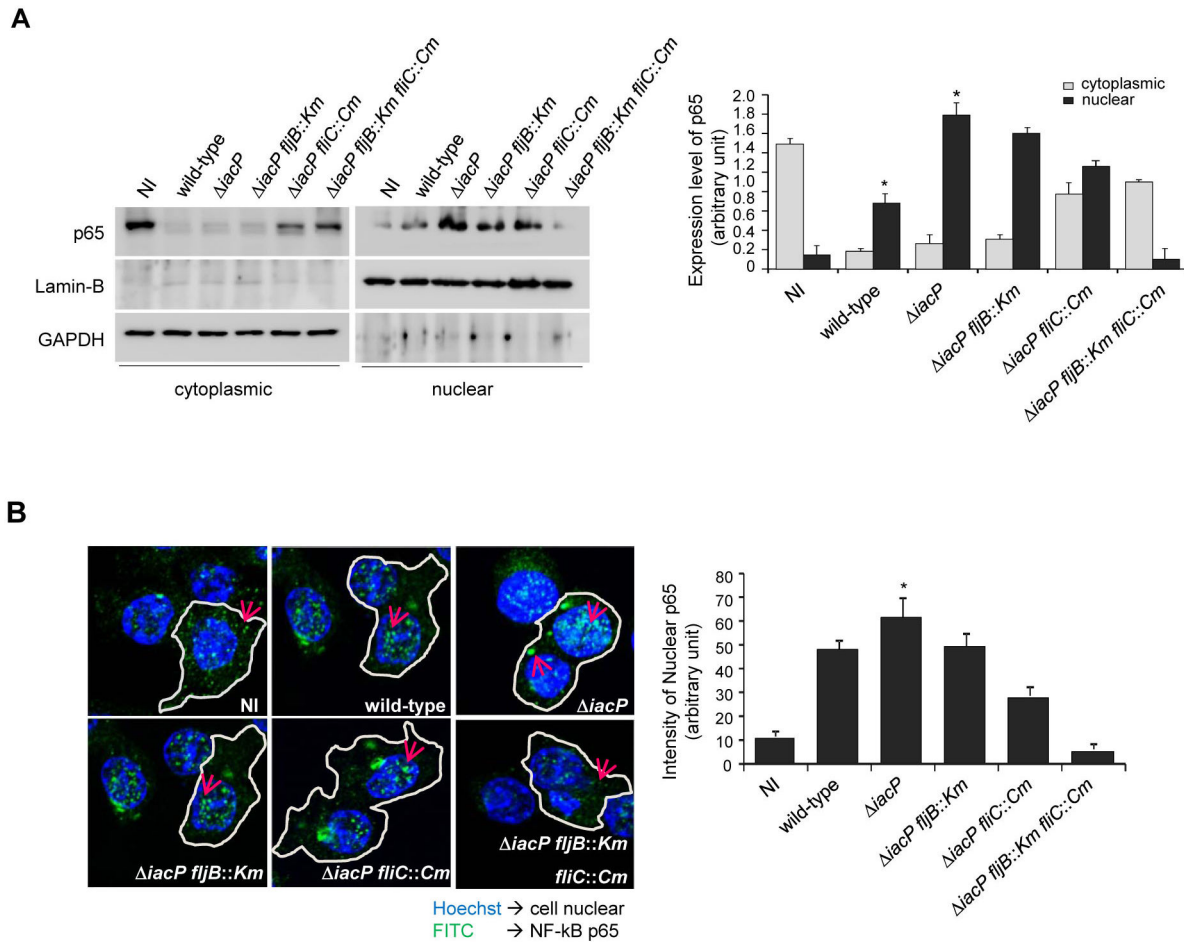 A
NI
wild-type
ΔiacP
ΔiacP fljB::Km
ΔiacP fliC::Cm
ΔiacP fljB::Km fliC::Cm
NI
wild-type
ΔiacP
ΔiacP fljB::Km
ΔiacP fliC::Cm
ΔiacP fljB::Km fliC::Cm
p65
Lamin-B
GAPDH
cytoplasmic
nuclear
Expression level of p65
(arbitrary unit)
2.0
1.8
1.6
1.2
0.8
0.6
0.4
0.2
0
cytoplasmic
nuclear
*
*
NI
wild-type
ΔiacP
ΔiacP fljB::Km
ΔiacP fliC::Cm
ΔiacP fljB::Km fliC::Cm
B
NI
wild-type
ΔiacP
ΔiacP fljB::Km
ΔiacP fliC::Cm
ΔiacP fljB::Km
fliC::Cm
Hoechst → cell nuclear
FITC → NF-kB p65
Intensity of Nuclear p65
(arbitrary unit)
80
70
60
50
40
30
20
10
0
*
NI
wild-type
ΔiacP
ΔiacP fljB::Km
ΔiacP fliC::Cm
ΔiacP fljB::Km fliC::Cm